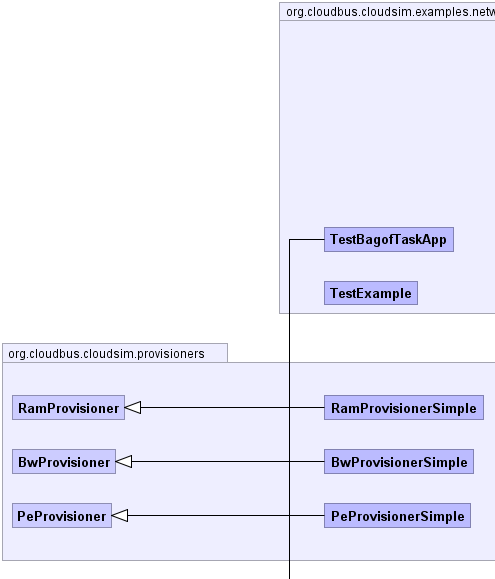 org.cloudbus.cloudsim.examples.netw
TestBagofTaskApp
TestExample
org.cloudbus.cloudsim.provisioners
RamProvisioner
RamProvisionerSimple
BwProvisioner
BwProvisionerSimple
PeProvisioner
PeProvisionerSimple